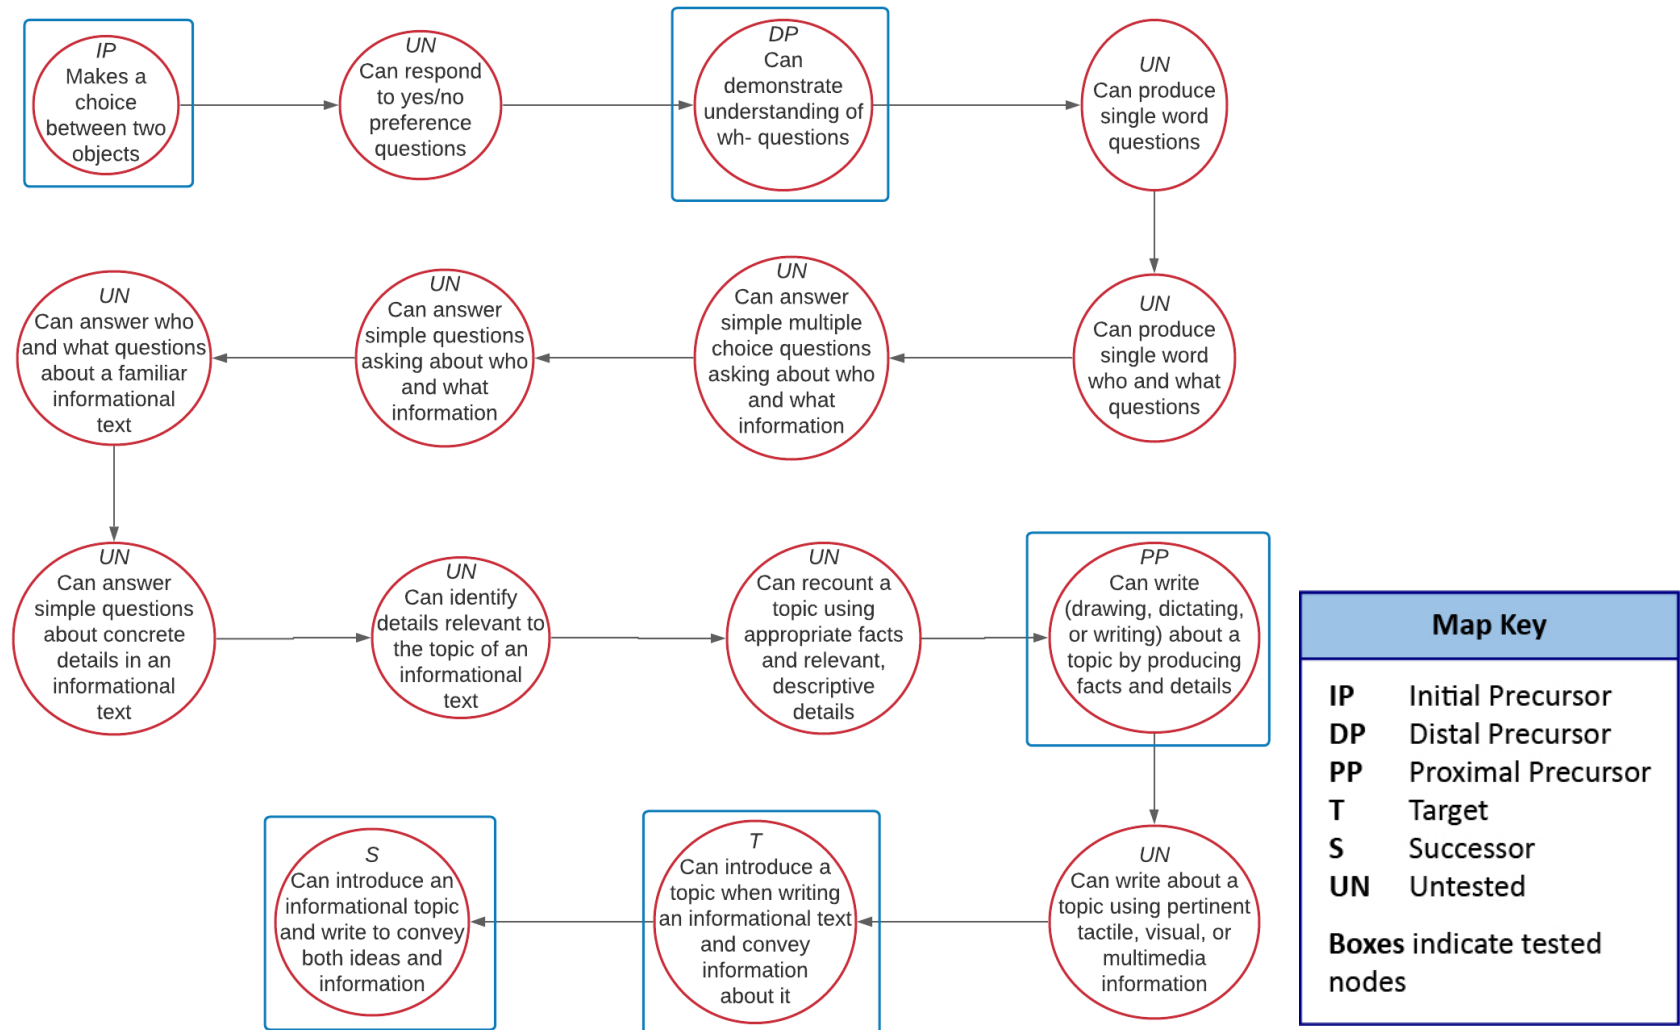 IP
Makes a
choice
between two
objects
UN
Can respond
to yes/no
preference
questions
DP
Can
demonstrate
understanding of
wh- questions
UN
Can produce
single word
questions
UN
Can answer who
and what questions
about a familiar
informational
text
UN
Can answer
simple questions
asking about who
and what
information
UN
Can answer
simple multiple
choice questions
asking about who
and what
information
UN
Can produce
single word
who and what
questions
UN
Can answer
simple questions
about concrete
details in an
informational
text
UN
Can identify
details relevant to
the topic of an
informational
text
UN
Can recount a
topic using
appropriate facts
and relevant,
descriptive
details
PP
Can write
(drawing, dictating,
or writing) about a
topic by producing
facts and details
S
Can introduce an
informational topic
and write to convey
both ideas and
information
T
Can introduce a
topic when writing
an informational text
and convey
information
about it
UN
Can write about a
topic using pertinent
tactile, visual, or
multimedia
information
Map Key
IP Initial Precursor
DP Distal Precursor
PP Proximal Precursor
T Target
S Successor
UN Untested
Boxes indicate tested
nodes